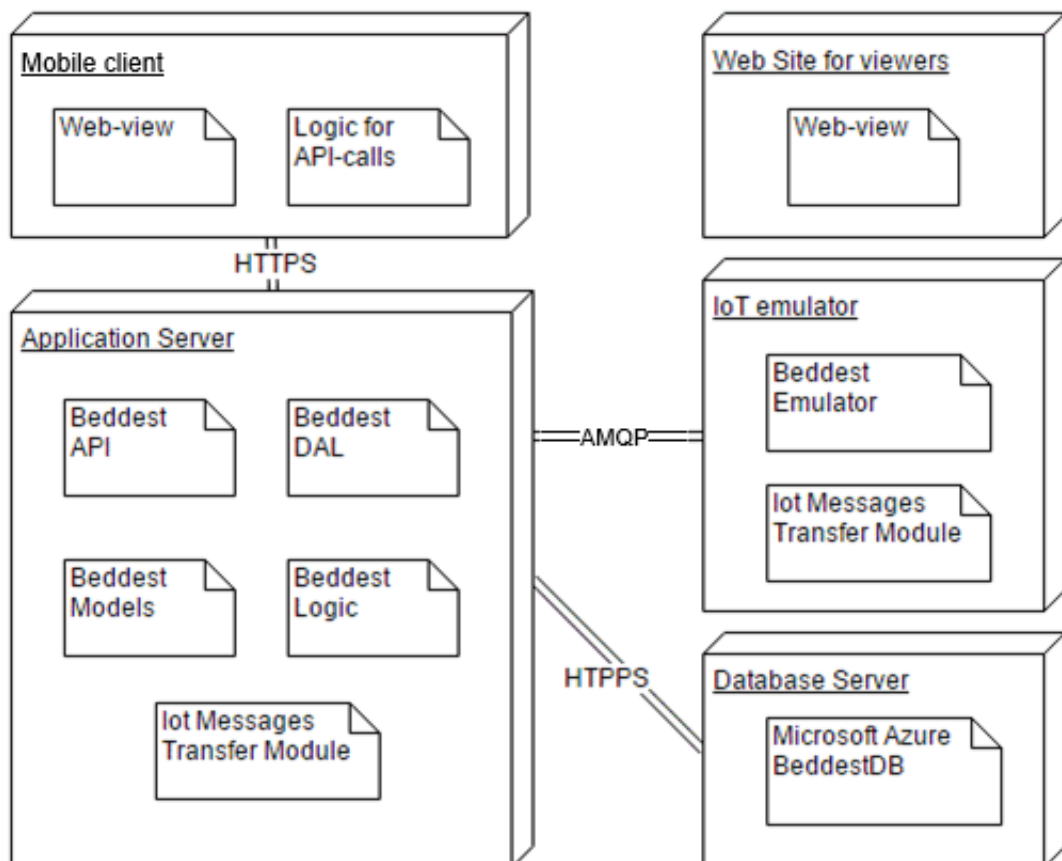 Mobile client
Web-view
Logic for
API-calls
Web Site for viewers
Web-view
HTTPS
Application Server
Beddest
API
Beddest
DAL
Beddest
Models
Beddest
Logic
Iot Messages
Transfer Module
AMQP
IoT emulator
Beddest
Emulator
Iot Messages
Transfer Module
HTPPS
Database Server
Microsoft Azure
BeddestDB